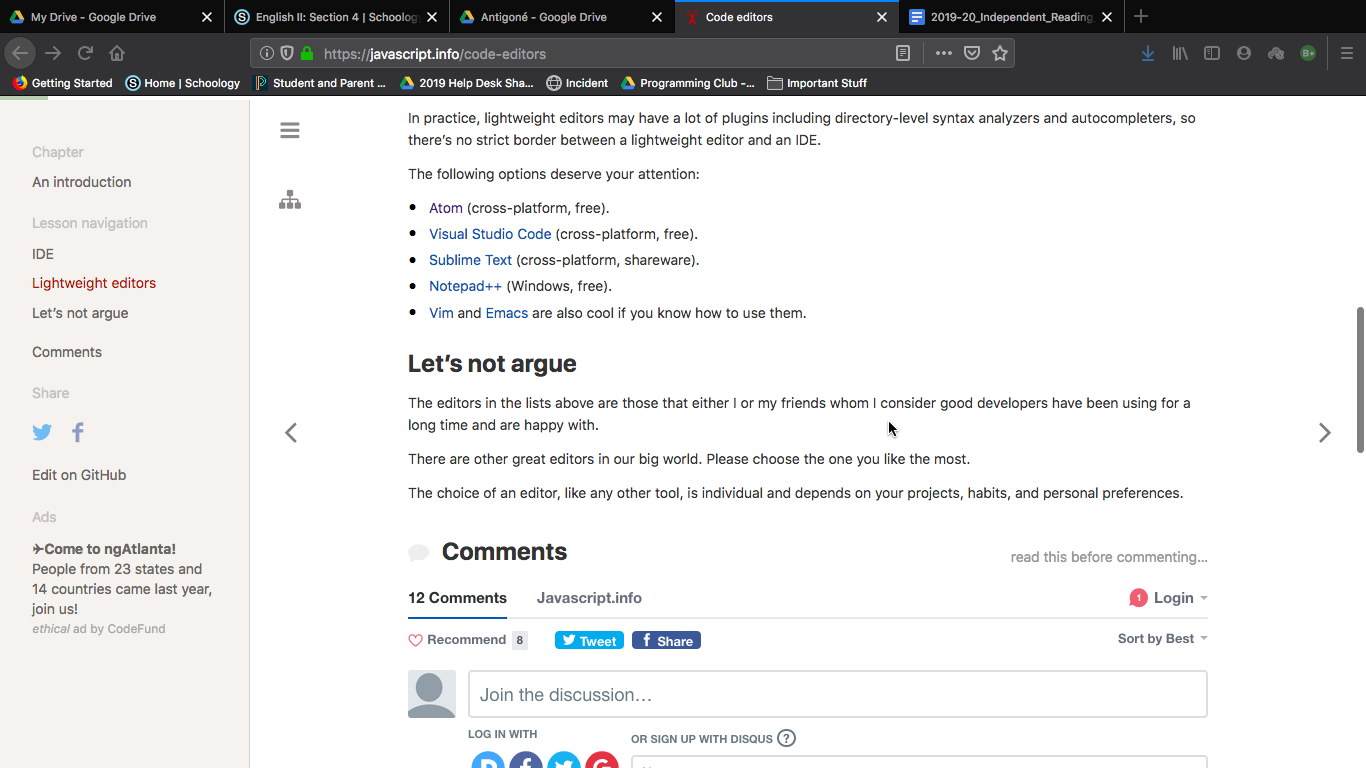 My Drive - Google Drive
English II: Section 4 | Schoology
Antigoné - Google Drive
Code editors
2019-20_Independent_Reading
https://javascript.info/code-editors
Getting Started
Home | Schoology
Student and Parent ...
2019 Help Desk Sha...
Incident
Programming Club -...
Important Stuff
Chapter
An introduction
Lesson navigation
IDE
Lightweight editors
Let's not argue
Comments
Share
Edit on GitHub
Ads
✈Come to ngAtlanta!
People from 23 states and
14 countries came last year,
join us!
ethical ad by CodeFund
In practice, lightweight editors may have a lot of plugins including directory-level syntax analyzers and autocompleters, so
there's no strict border between a lightweight editor and an IDE.
The following options deserve your attention:
• Atom (cross-platform, free).
• Visual Studio Code (cross-platform, free).
• Sublime Text (cross-platform, shareware).
• Notepad++ (Windows, free).
• Vim and Emacs are also cool if you know how to use them.
Let's not argue
The editors in the lists above are those that either I or my friends whom I consider good developers have been using for a
long time and are happy with.
There are other great editors in our big world. Please choose the one you like the most.
The choice of an editor, like any other tool, is individual and depends on your projects, habits, and personal preferences.
Comments
read this before commenting...
12 Comments
Javascript.info
1 Login
Recommend 8
Tweet
Share
Sort by Best
Join the discussion...
LOG IN WITH
OR SIGN UP WITH DISQUS ?